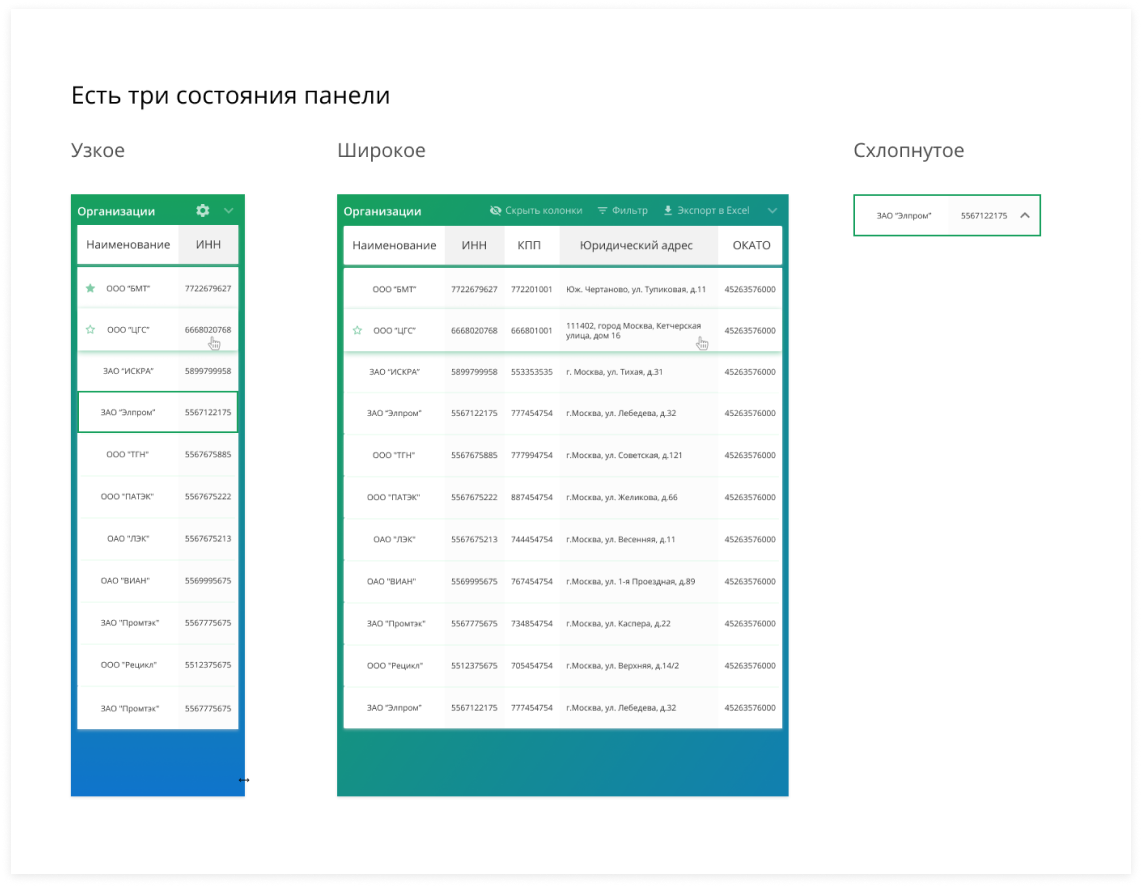 Есть три состояния панели
Узкое
Организации
Наименование ИНН
ООО "БМТ" 7722679627
ООО "ЦГС" 6668020768
ЗАО "ИСКРА" 5899799958
ЗАО "Элпром" 5567122175
ООО "ТГН" 5567675885
ООО "ПАТЭК" 5567675222
ОАО "ЛЭК" 5567675213
ОАО "ВИАН" 5569995675
ЗАО "Промтэк" 5567775675
ООО "Рецикл" 5512375675
ЗАО "Промтэк" 5567775675
Широкое
Организации Скрыть колонки Фильтр Экспорт в Excel
Наименование ИНН КПП Юридический адрес ОКАТО
ООО "БМТ" 7722679627 772201001 Юж. Чертаново, ул. Тупиковая, д.11 45263576000
ООО "ЦГС" 6668020768 666801001 111402, город Москва, Кетчерская
улица, дом 16 45263576000
ЗАО "ИСКРА" 5899799958 553353535 г. Москва, ул. Тихая, д.31 45263576000
ЗАО "Элпром" 5567122175 777454754 г.Москва, ул. Лебедева, д.32 45263576000
ООО "ТГН" 5567675885 777994754 г.Москва, ул. Советская, д.121 45263576000
ООО "ПАТЭК" 5567675222 887454754 г.Москва, ул. Желикова, д.66 45263576000
ОАО "ЛЭК" 5567675213 744454754 г.Москва, ул. Весенняя, д.11 45263576000
ОАО "ВИАН" 5569995675 767454754 г.Москва, ул. 1-я Проездная, д.89 45263576000
ЗАО "Промтэк" 5567775675 734854754 г.Москва, ул. Каспера, д.22 45263576000
ООО "Рецикл" 5512375675 705454754 г.Москва, ул. Верхняя, д.14/2 45263576000
ЗАО "Элпром" 5567122175 777454754 г.Москва, ул. Лебедева, д.32 45263576000
Схлопнутое
ЗАО "Элпром" 5567122175